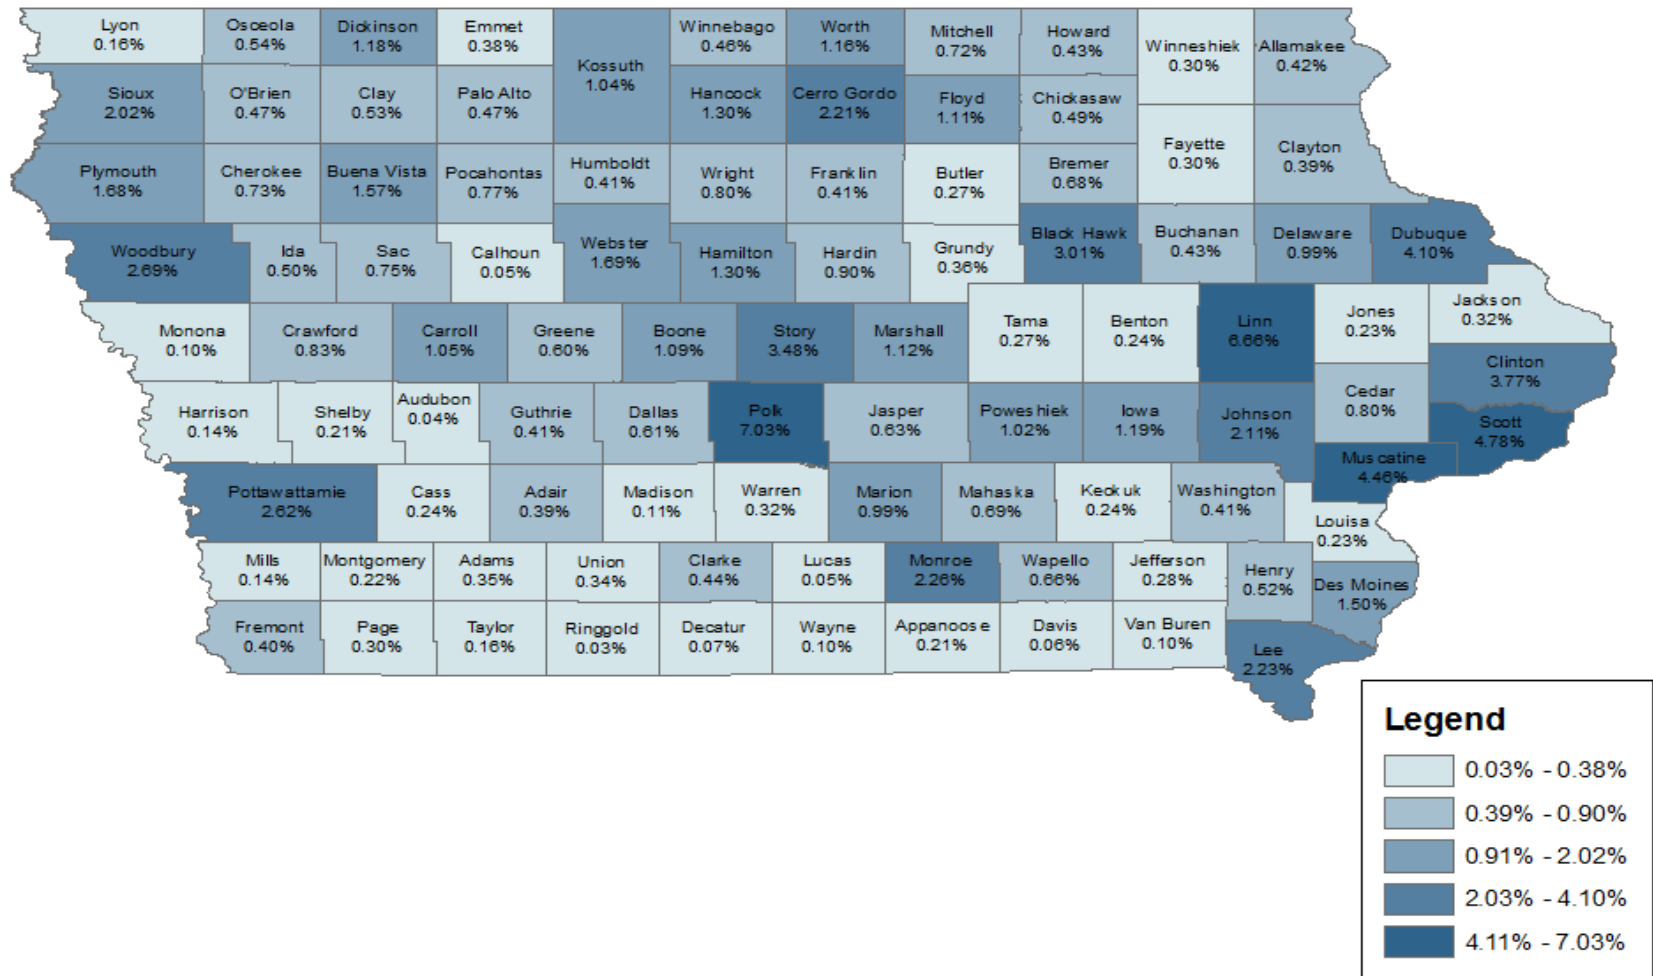 Lyon
0.16%
Osceola
0.54%
Dickinson
1.18%
Emmet
0.38%
Kossuth
1.04%
Winnebago
0.46%
Worth
1.16%
Mitchell
0.72%
Howard
0.43%
Winneshiek
0.30%
Allamakee
0.42%
Sioux
2.02%
O'Brien
0.47%
Clay
0.53%
Palo Alto
0.47%
Hancock
1.30%
Cerro Gordo
2.21%
Floyd
1.11%
Chickasaw
0.49%
Plymouth
1.68%
Cherokee
0.73%
Buena Vista
1.57%
Pocahontas
0.77%
Humboldt
0.41%
Wright
0.80%
Franklin
0.41%
Butler
0.27%
Bremer
0.68%
Fayette
0.30%
Clayton
0.39%
Woodbury
2.69%
Ida
0.50%
Sac
0.75%
Calhoun
0.05%
Webster
1.69%
Hamilton
1.30%
Hardin
0.90%
Grundy
0.36%
Black Hawk
3.01%
Buchanan
0.43%
Delaware
0.99%
Dubuque
4.10%
Monona
0.10%
Crawford
0.83%
Carroll
1.05%
Greene
0.60%
Boone
1.09%
Story
3.48%
Marshall
1.12%
Tama
0.27%
Benton
0.24%
Linn
6.66%
Jones
0.23%
Jackson
0.32%
Clinton
3.77%
Harrison
0.14%
Shelby
0.21%
Audubon
0.04%
Guthrie
0.41%
Dallas
0.61%
Polk
7.03%
Jasper
0.63%
Poweshiek
1.02%
Iowa
1.19%
Johnson
2.11%
Cedar
0.80%
Scott
4.78%
Muscatine
4.46%
Pottawattamie
2.62%
Cass
0.24%
Adair
0.39%
Madison
0.11%
Warren
0.32%
Marion
0.99%
Mahaska
0.69%
Keokuk
0.24%
Washington
0.41%
Louisa
0.23%
Mills
0.14%
Montgomery
0.22%
Adams
0.35%
Union
0.34%
Clarke
0.44%
Lucas
0.05%
Monroe
2.26%
Wapello
0.66%
Jefferson
0.28%
Henry
0.52%
Des Moines
1.50%
Fremont
0.40%
Page
0.30%
Taylor
0.16%
Ringgold
0.03%
Decatur
0.07%
Wayne
0.10%
Appanoose
0.21%
Davis
0.06%
Van Buren
0.10%
Lee
2.23%
Legend
0.03% - 0.38%
0.39% - 0.90%
0.91% - 2.02%
2.03% - 4.10%
4.11% - 7.03%